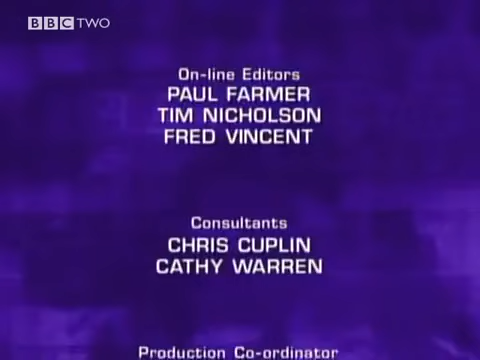 BBC TWO
On-line Editors
PAUL FARMER
TIM NICHOLSON
FRED VINCENT
Consultants
CHRIS CUPLIN
CATHY WARREN
Production Co-ordinator